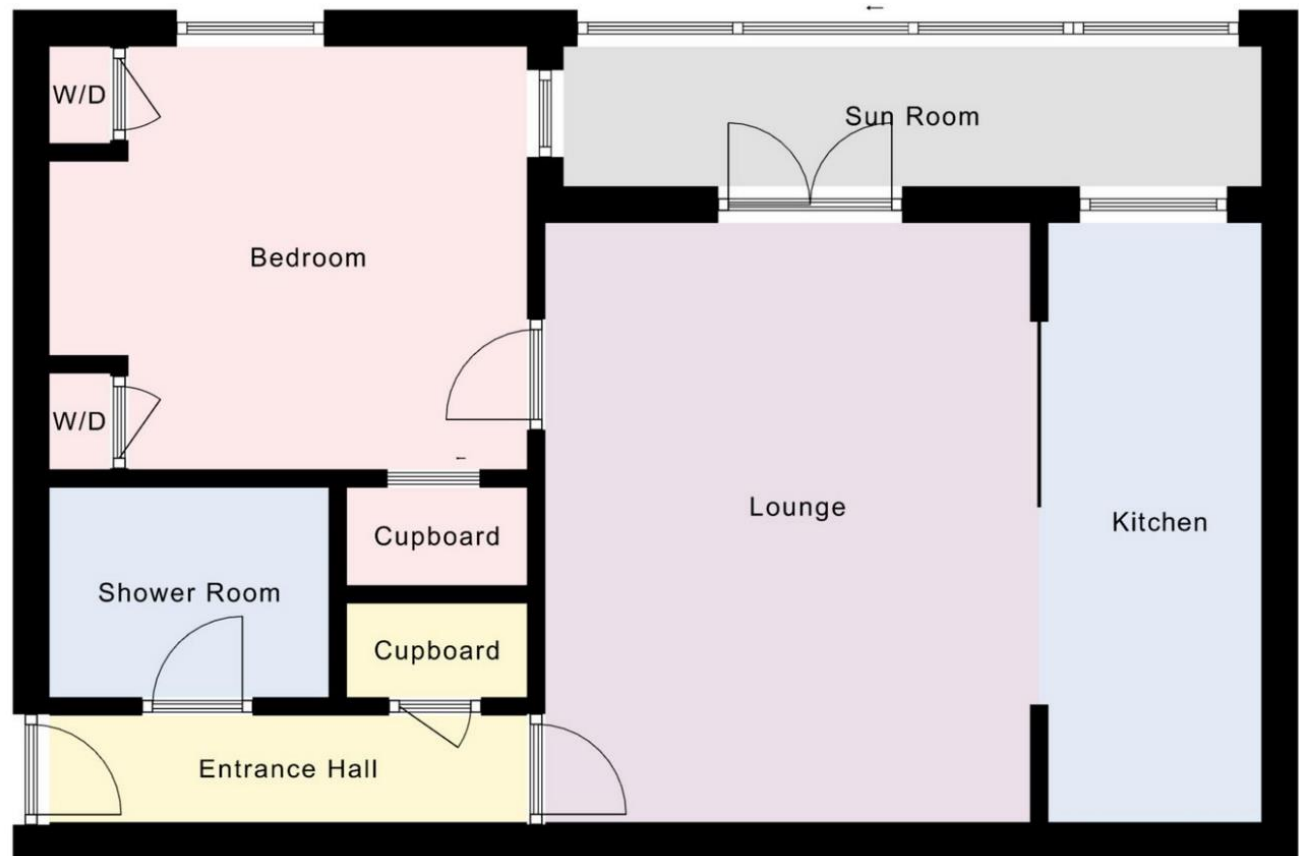 W/D
Sun Room
Bedroom
W/D
Lounge
Kitchen
Cupboard
Shower Room
Cupboard
Entrance Hall